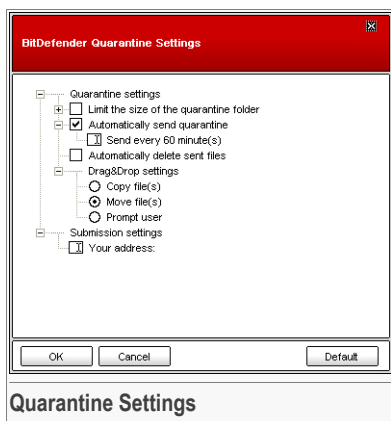 BitDefender Quarantine Settings
Quarantine settings
Limit the size of the quarantine folder
Automatically send quarantine
Send every 60 minute(s)
Automatically delete sent files
Drag&Drop settings
Copy file(s)
Move file(s)
Prompt user
Submission settings
Your address:
OK Cancel Default
Quarantine Settings